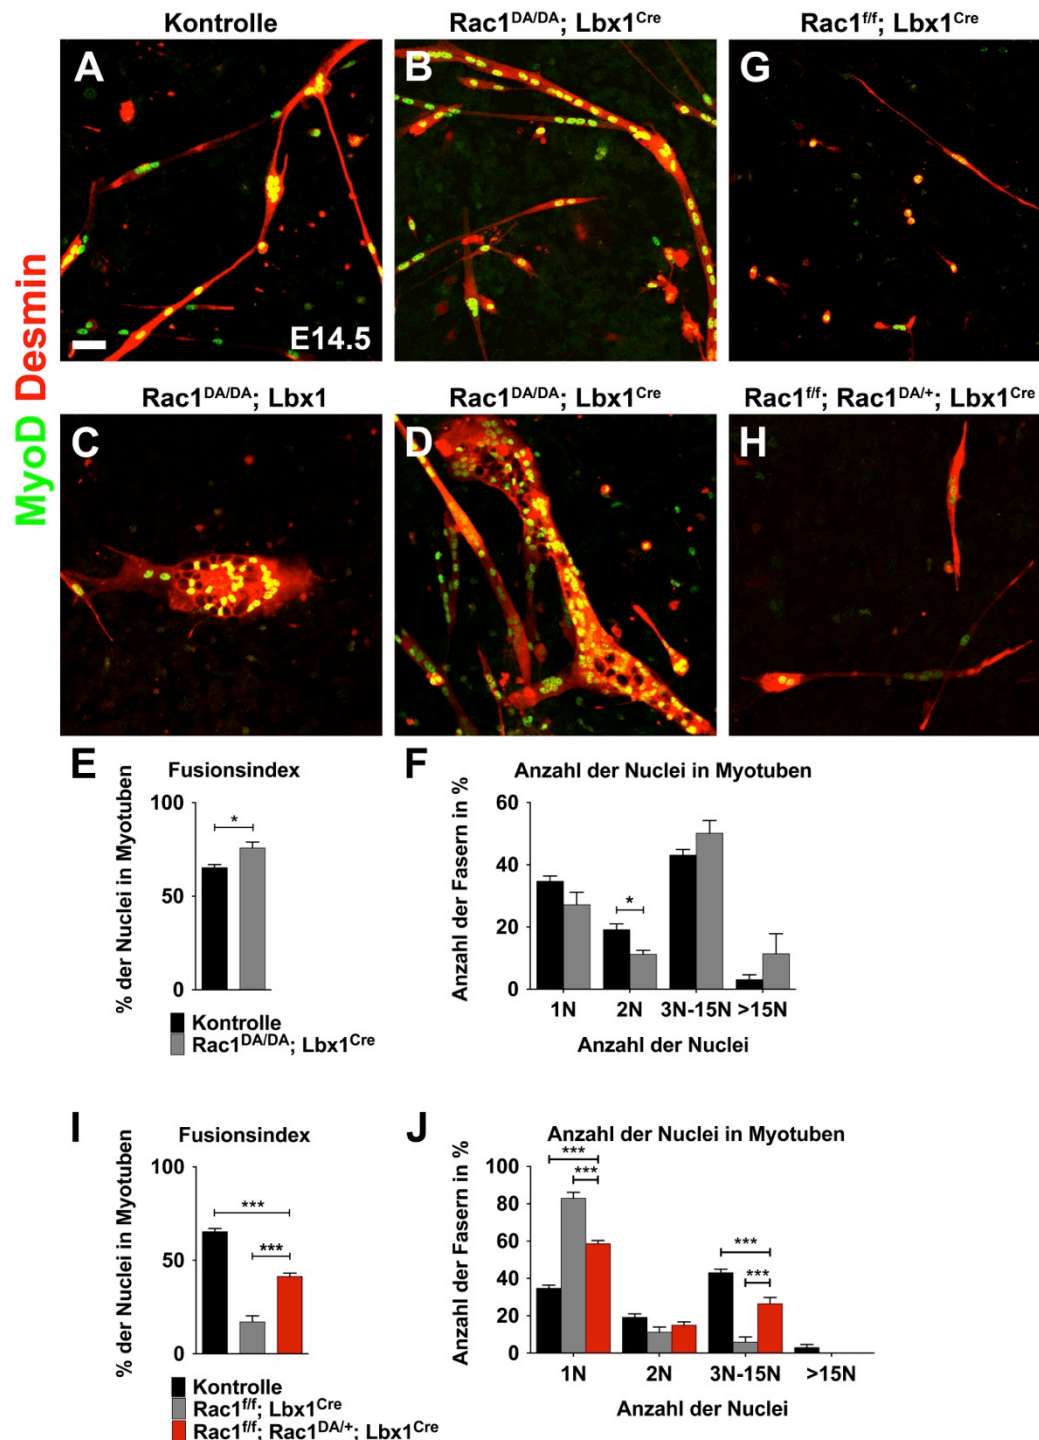 Kontrolle
Rac1DA/DA; Lbx1Cre
Rac1f/f; Lbx1Cre
A
B
G
E14.5
MyoD Desmin
Rac1DA/DA; Lbx1
Rac1DA/DA; Lbx1Cre
Rac1f/f; Rac1DA/+; Lbx1Cre
C
D
H
E
Fusionsindex
% der Nuclei in Myotuben
100
50
0
*
Kontrolle
Rac1DA/DA; Lbx1Cre
F
Anzahl der Nuclei in Myotuben
Anzahl der Fasern in %
60
40
20
0
*
1N 2N 3N-15N >15N
Anzahl der Nuclei
I
Fusionsindex
% der Nuclei in Myotuben
100
50
0
***
***
Kontrolle
Rac1f/f; Lbx1Cre
Rac1f/f; Rac1DA/+; Lbx1Cre
J
Anzahl der Nuclei in Myotuben
Anzahl der Fasern in %
100
80
60
40
20
0
***
***
***
***
1N 2N 3N-15N >15N
Anzahl der Nuclei